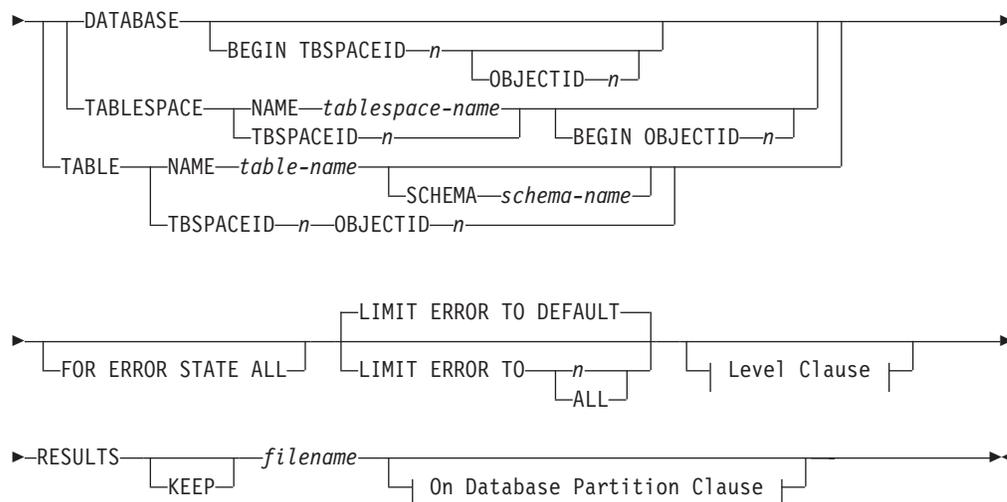 DATABASE
BEGIN TBSPACEID n
OBJECTID n
TABLESPACE NAME tablespace-name
TBSPACEID n BEGIN OBJECTID n
TABLE NAME table-name
SCHEMA schema-name
TBSPACEID n OBJECTID n
LIMIT ERROR TO DEFAULT
FOR ERROR STATE ALL LIMIT ERROR TO n Level Clause
ALL
RESULTS filename
KEEP On Database Partition Clause